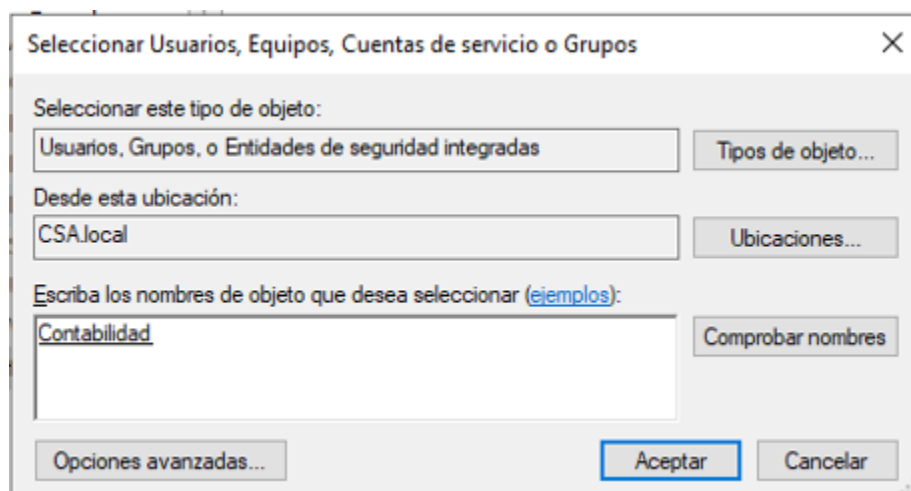 Seleccionar Usuarios, Equipos, Cuentas de servicio o Grupos
Seleccionar este tipo de objeto:
Usuarios, Grupos, o Entidades de seguridad integradas
Tipos de objeto...
Desde esta ubicación:
CSA.local
Ubicaciones...
Escriba los nombres de objeto que desea seleccionar (ejemplos):
Contabilidad
Comprobar nombres
Opciones avanzadas...
Aceptar
Cancelar